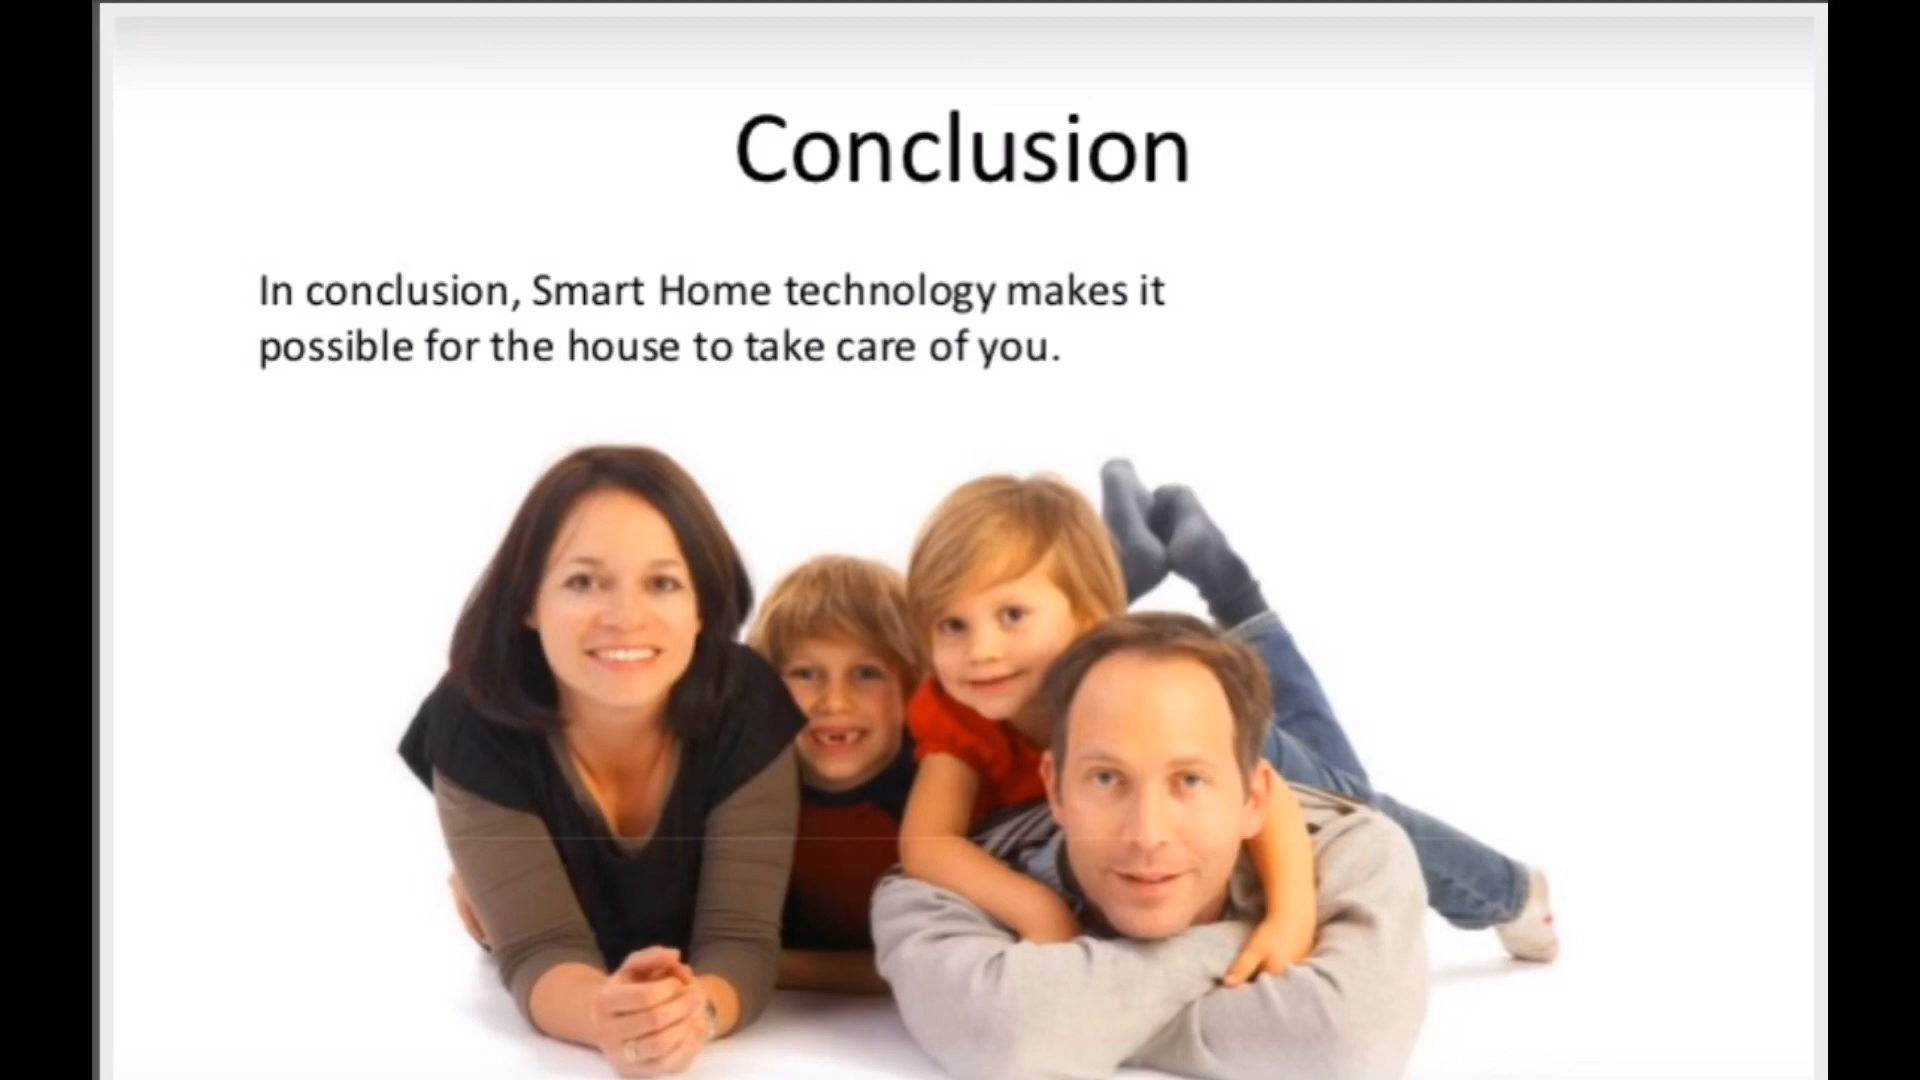 Conclusion
In conclusion, Smart Home technology makes it
possible for the house to take care of you.